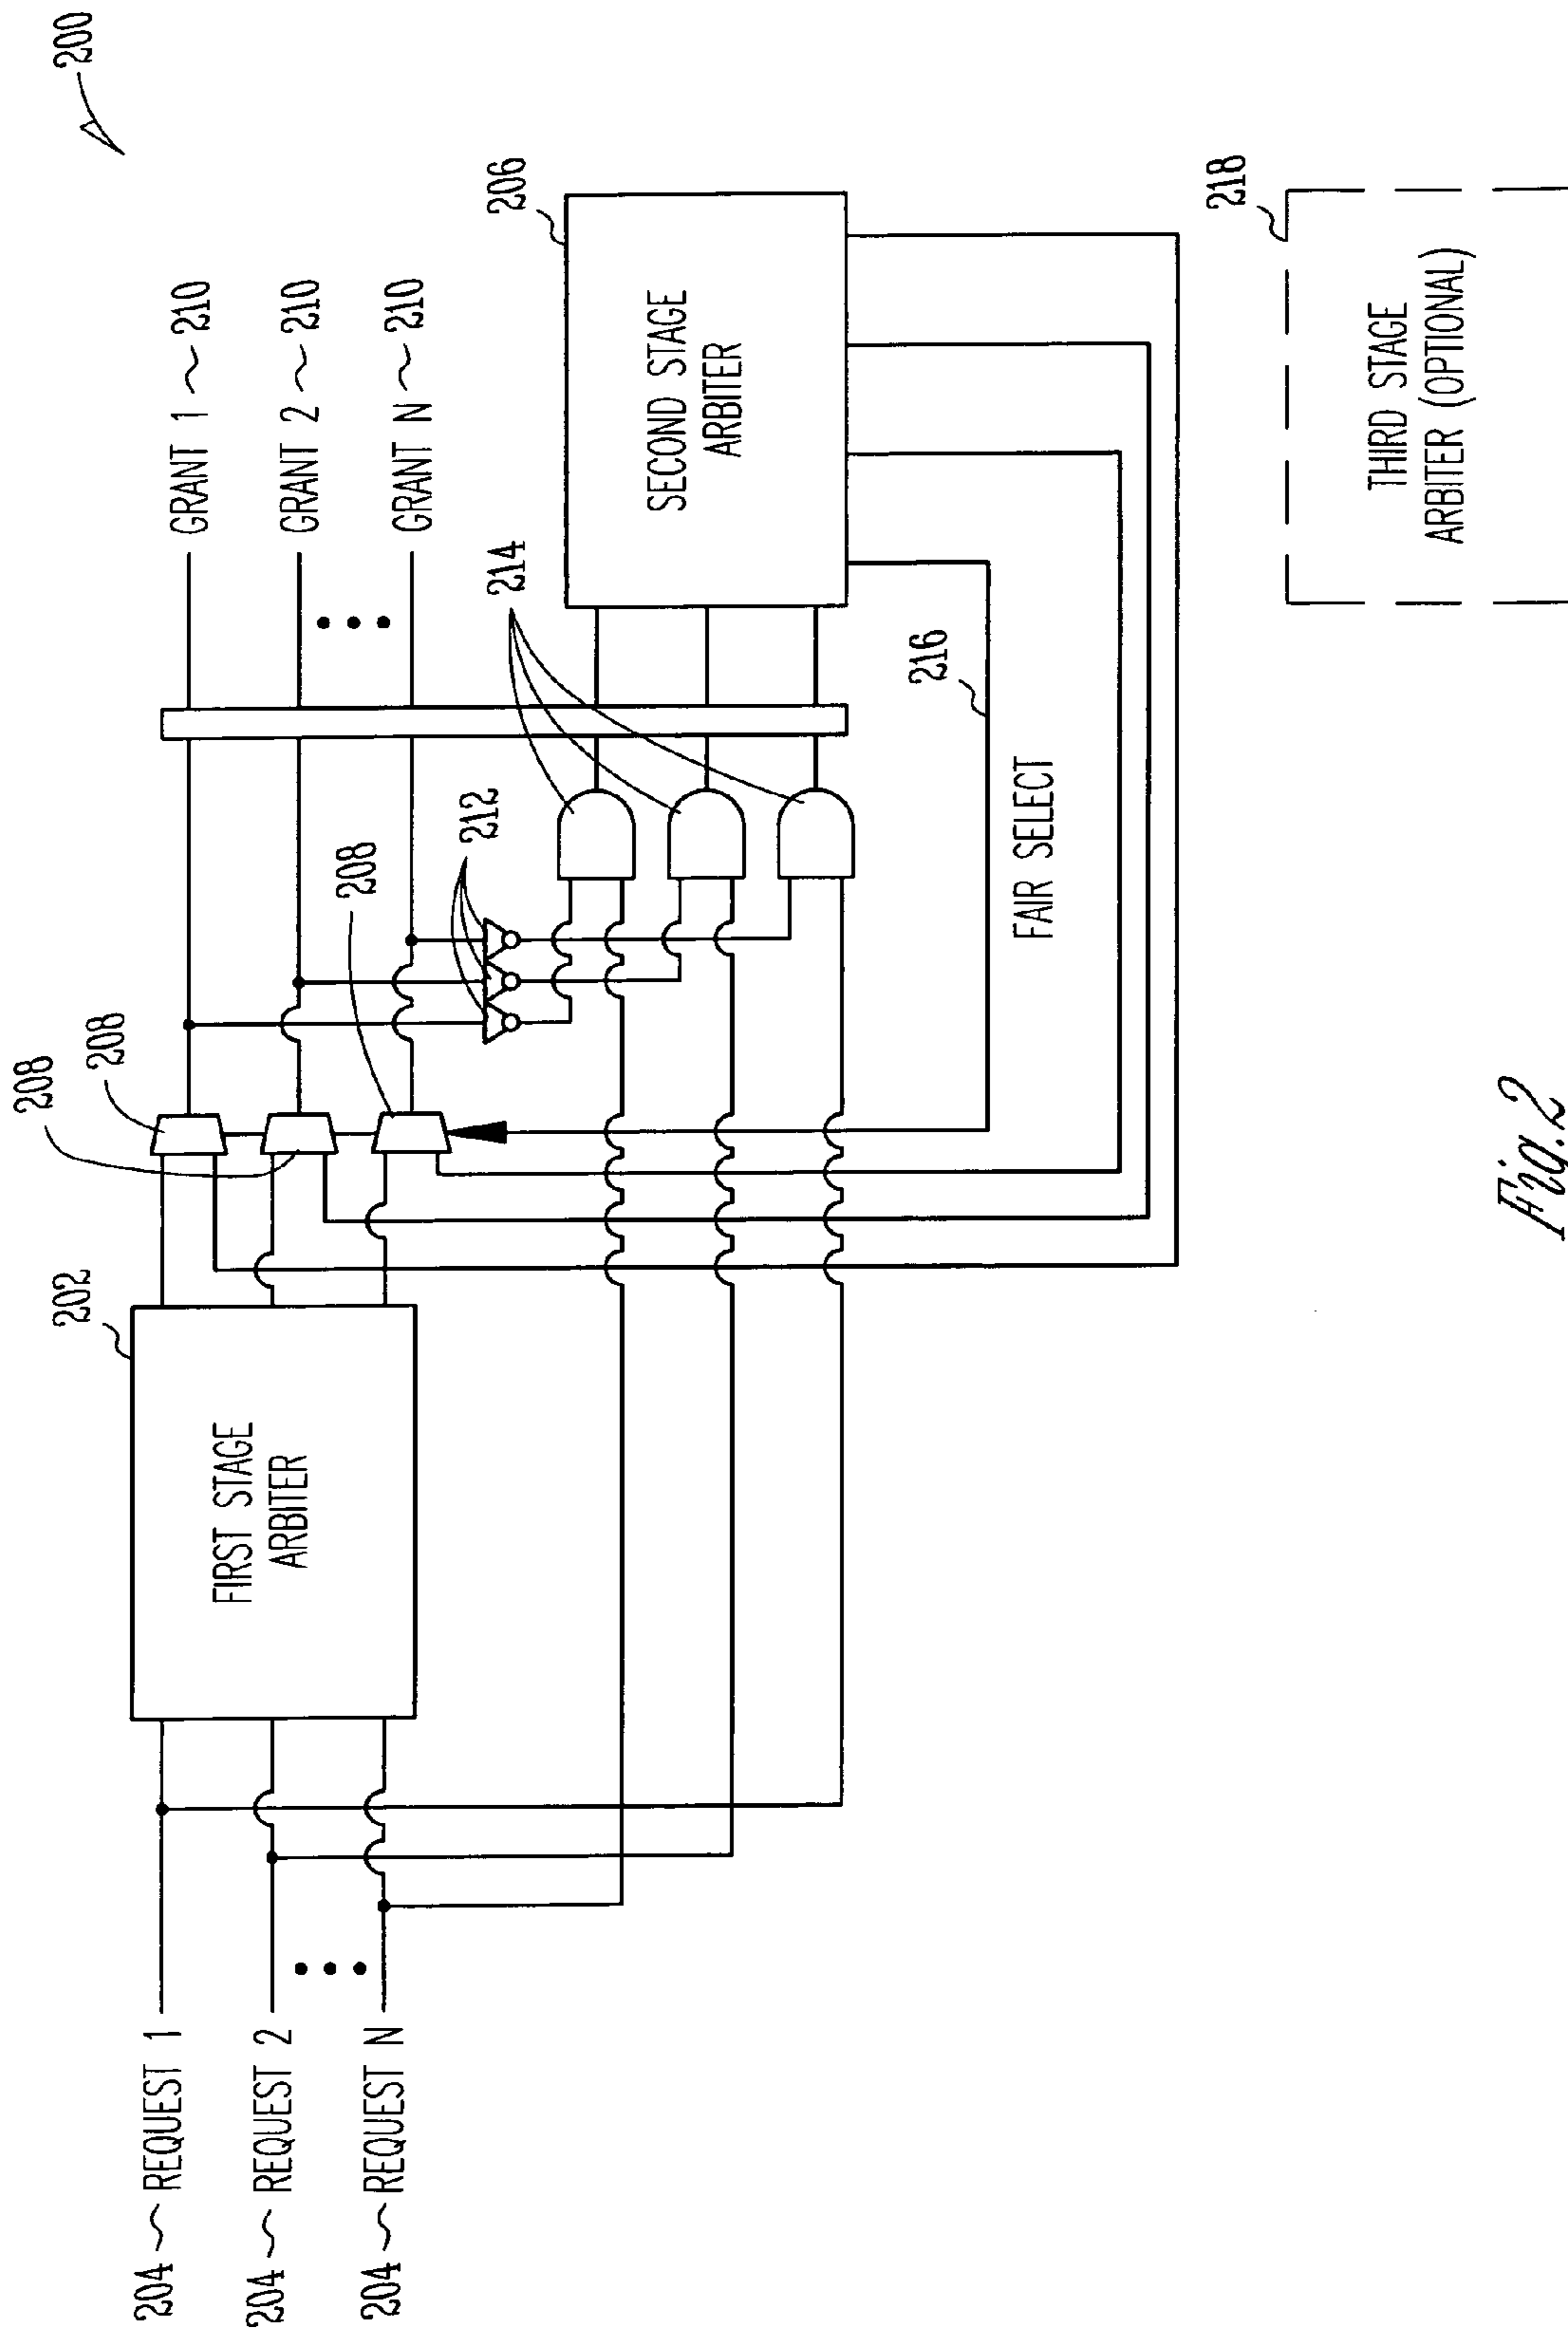 200
204 ~ REQUEST 1
204 ~ REQUEST 2
204 ~ REQUEST N
202
FIRST STAGE
ARBITER
208
208
208
212
214
GRANT 1 ~ 210
GRANT 2 ~ 210
GRANT N ~ 210
206
SECOND STAGE
ARBITER
216
FAIR SELECT
218
THIRD STAGE
ARBITER (OPTIONAL)
Fig. 2